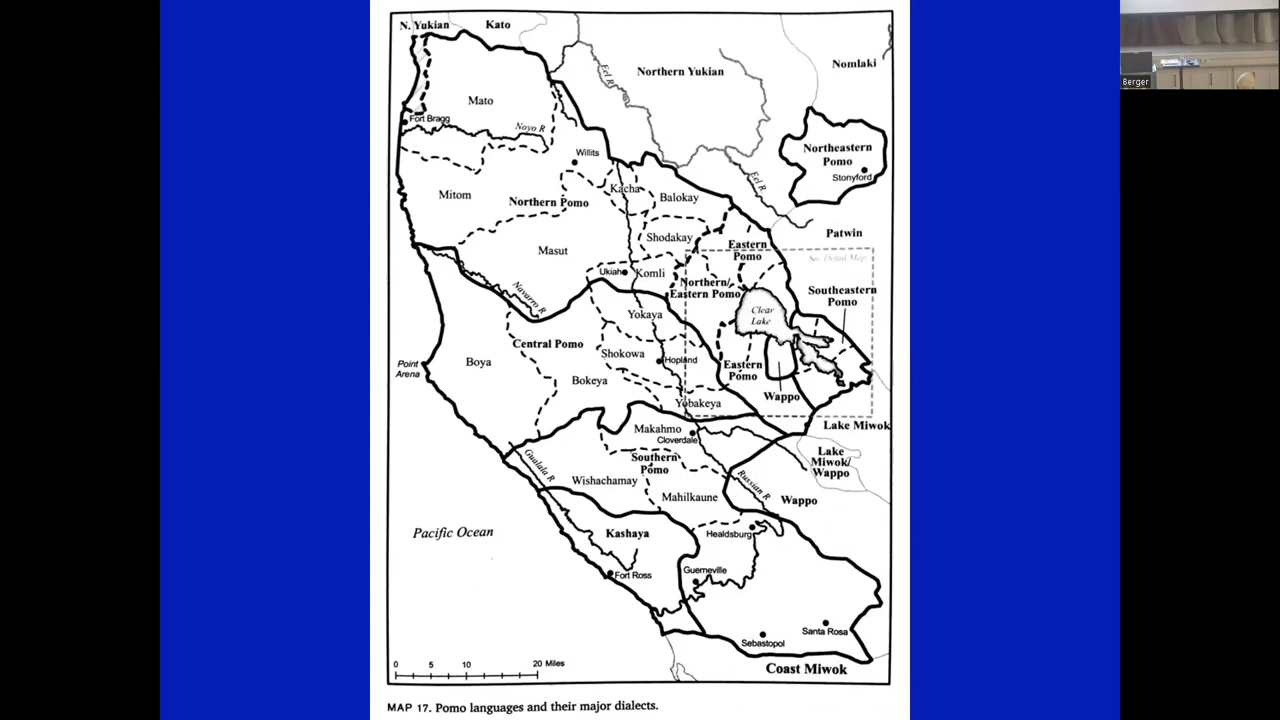 N. Yukian
Kato
Northern Yukian
Nomlaki
Eel R
Mato
Fort Bragg
Noyo R
Willits
Northeastern
Pomo
Stonyford
Eel R
Kacha
Balokay
Mitom
Northern Pomo
Patwin
Shodakay
Masut
Eastern
Pomo
See Detail Map
Ukiah
Komli
Northern/
Eastern Pomo
Southeastern
Pomo
Navarro R
Clear
Lake
Yokaya
Central Pomo
Shokowa
Hopland
Point
Arena
Boya
Eastern
Pomo
Bokeya
Wappo
Yobakeya
Makahmo
Cloverdale
Lake Miwok
Gualala R
Southern
Pomo
Lake
Miwok/
Wappo
Wishachamay
Mahilkaune
Russian R
Wappo
Pacific Ocean
Kashaya
Healdsburg
Fort Ross
Guerneville
Santa Rosa
Sebastopol
0 5 10 20 Miles
Coast Miwok
MAP 17. Pomo languages and their major dialects.
Berger